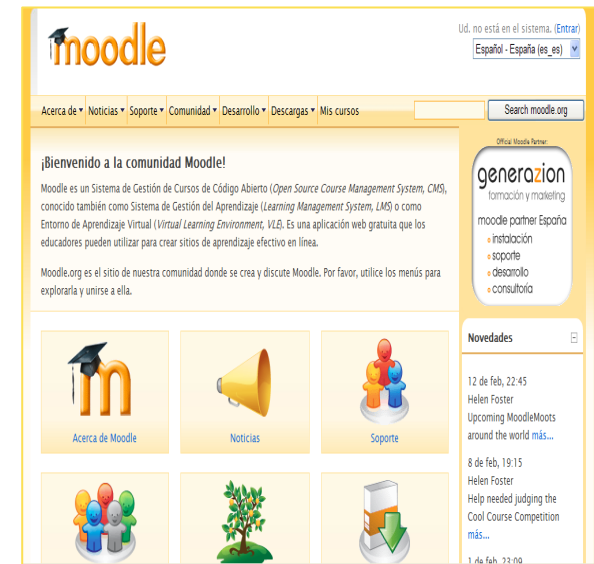 moodle
Ud. no está en el sistema. (Entrar)
Español - España (es_es)
Acerca de Noticias Soporte Comunidad Desarrollo Descargas Mis cursos
Search moodle.org
¡Bienvenido a la comunidad Moodle!
Moodle es un Sistema de Gestión de Cursos de Código Abierto (Open Source Course Management System, CMS),
conocido también como Sistema de Gestión del Aprendizaje (Learning Management System, LMS) o como
Entorno de Aprendizaje Virtual (Virtual Learning Environment, VLE). Es una aplicación web gratuita que los
educadores pueden utilizar para crear sitios de aprendizaje efectivo en línea.
Moodle.org es el sitio de nuestra comunidad donde se crea y discute Moodle. Por favor, utilice los menús para
explorarla y unirse a ella.
m
Acerca de Moodle
Noticias
Soporte
Official Moodle Partner:
generazion
formación y marketing
moodle partner España
instalación
soporte
desarrollo
consultoría
Novedades
12 de feb, 22:45
Helen Foster
Upcoming MoodleMoots
around the world más...
8 de feb, 19:15
Helen Foster
Help needed judging the
Cool Course Competition
más...
1 de feb, 23:09